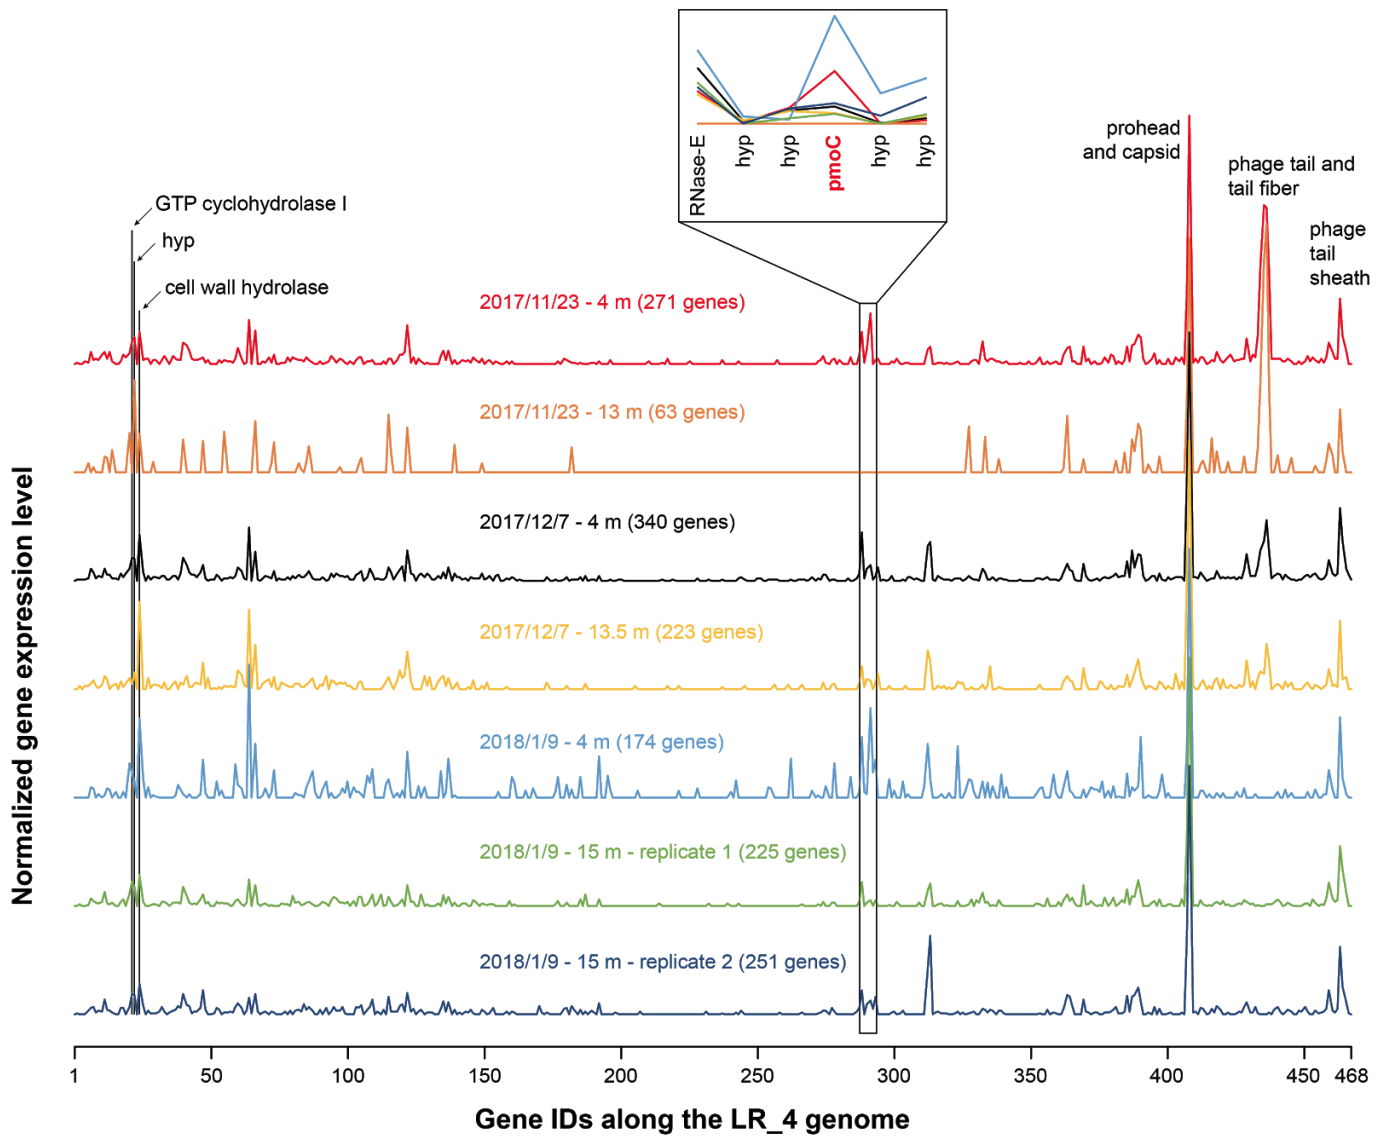 RNase-E
hyp
hyp
pmoC
hyp
hyp
prohead
and capsid
phage tail and
tail fiber
phage
tail
sheath
GTP cyclohydrolase I
hyp
cell wall hydrolase
2017/11/23 - 4 m (271 genes)
2017/11/23 - 13 m (63 genes)
2017/12/7 - 4 m (340 genes)
2017/12/7 - 13.5 m (223 genes)
2018/1/9 - 4 m (174 genes)
2018/1/9 - 15 m - replicate 1 (225 genes)
2018/1/9 - 15 m - replicate 2 (251 genes)
Normalized gene expression level
1 50 100 150 200 250 300 350 400 450 468
Gene IDs along the LR_4 genome